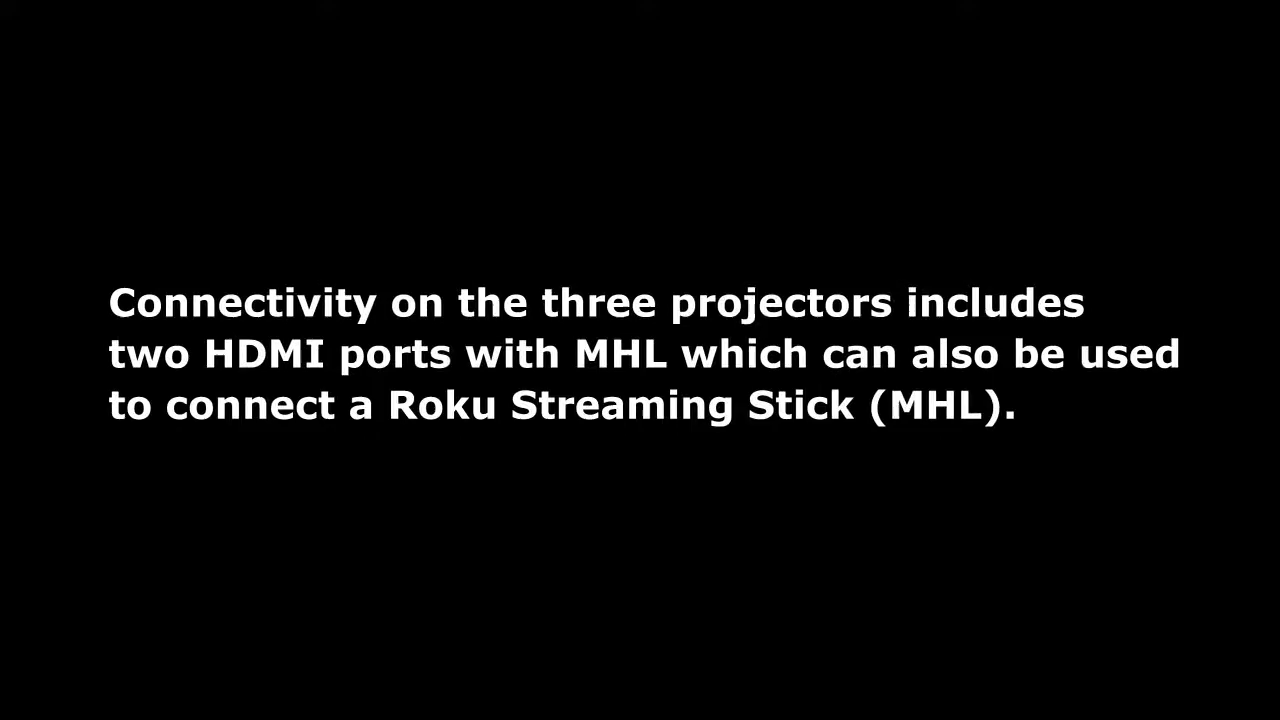 Connectivity on the three projectors includes
two HDMI ports with MHL which can also be used
to connect a Roku Streaming Stick (MHL).